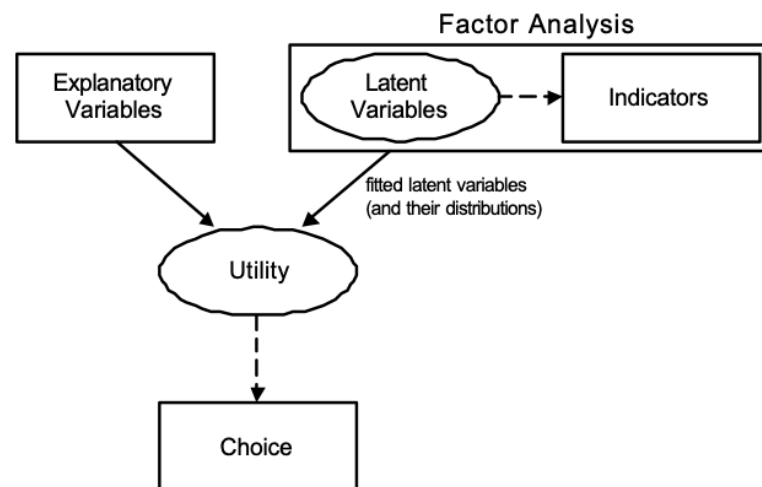 Factor Analysis
Explanatory
Variables
Latent
Variables
Indicators
fitted latent variables
(and their distributions)
Utility
Choice